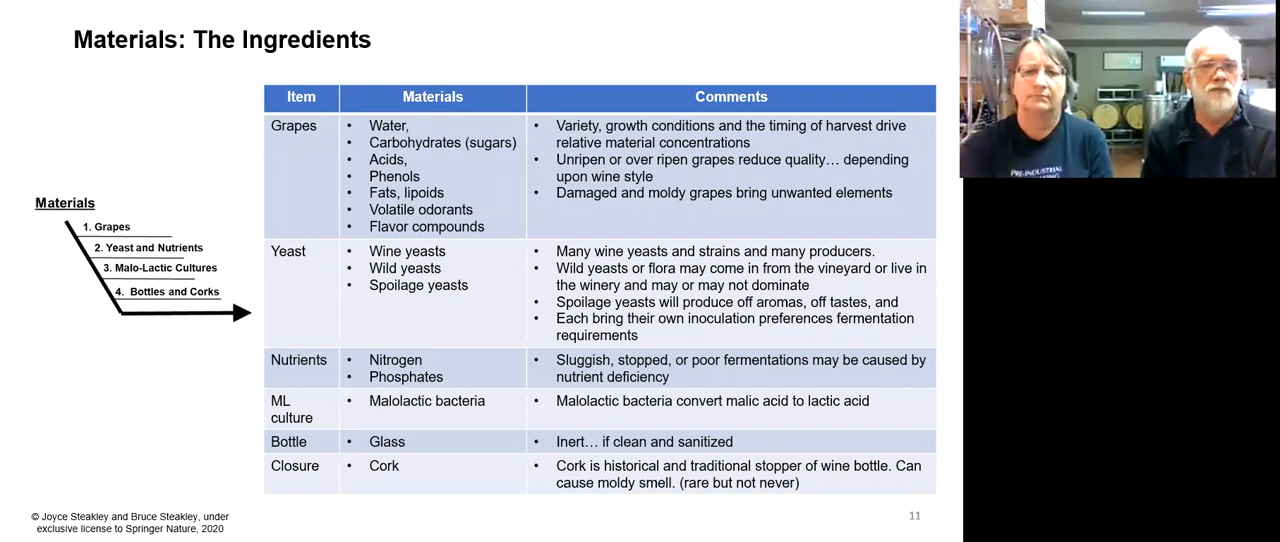 Materials: The Ingredients
Materials
1. Grapes
2. Yeast and Nutrients
3. Malo-Lactic Cultures
4. Bottles and Corks
Item Materials Comments
Grapes
• Water,
• Carbohydrates (sugars)
• Acids,
• Phenols
• Fats, lipoids
• Volatile odorants
• Flavor compounds
• Variety, growth conditions and the timing of harvest drive
relative material concentrations
• Unripen or over ripen grapes reduce quality… depending
upon wine style
• Damaged and moldy grapes bring unwanted elements
Yeast
• Wine yeasts
• Wild yeasts
• Spoilage yeasts
• Many wine yeasts and strains and many producers.
• Wild yeasts or flora may come in from the vineyard or live in
the winery and may or may not dominate
• Spoilage yeasts will produce off aromas, off tastes, and
• Each bring their own inoculation preferences fermentation
requirements
Nutrients
• Nitrogen
• Phosphates
• Sluggish, stopped, or poor fermentations may be caused by
nutrient deficiency
ML
culture
• Malolactic bacteria
• Malolactic bacteria convert malic acid to lactic acid
Bottle
• Glass
• Inert… if clean and sanitized
Closure
• Cork
• Cork is historical and traditional stopper of wine bottle. Can
cause moldy smell. (rare but not never)
© Joyce Steakley and Bruce Steakley, under
exclusive license to Springer Nature, 2020
11
PRE-INDUSTRIAL